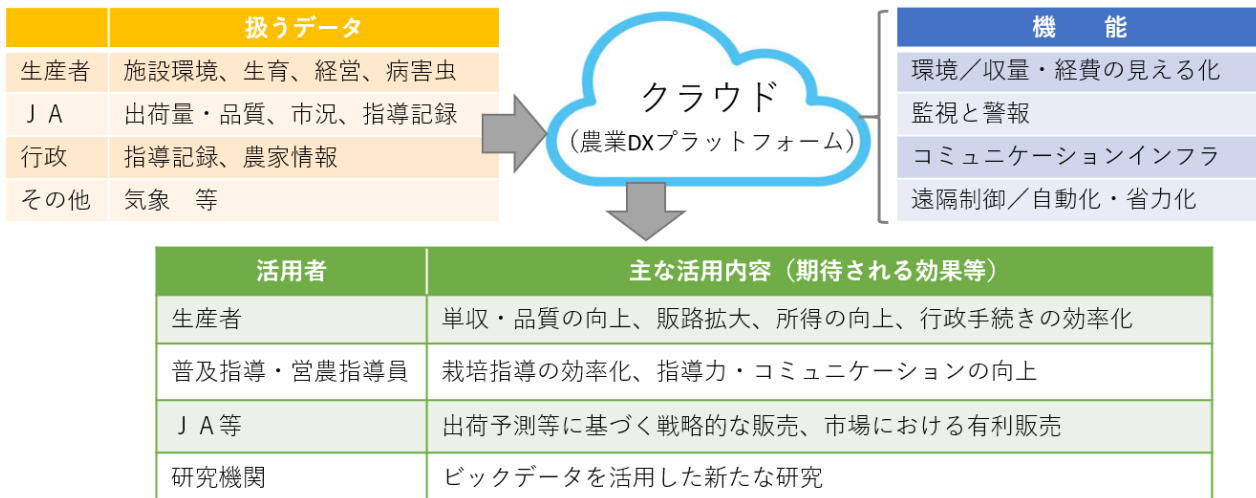 扱うデータ
生産者 施設環境、生育、経営、病害虫
ＪＡ 出荷量・品質、市況、指導記録
行政 指導記録、農家情報
その他 気象　等
クラウド
（農業DXプラットフォーム）
機　　能
環境／収量・経費の見える化
監視と警報
コミュニケーションインフラ
遠隔制御／自動化・省力化
活用者 主な活用内容（期待される効果等）
生産者 単収・品質の向上、販路拡大、所得の向上、行政手続きの効率化
普及指導・営農指導員 栽培指導の効率化、指導力・コミュニケーションの向上
ＪＡ等 出荷予測等に基づく戦略的な販売、市場における有利販売
研究機関 ビックデータを活用した新たな研究